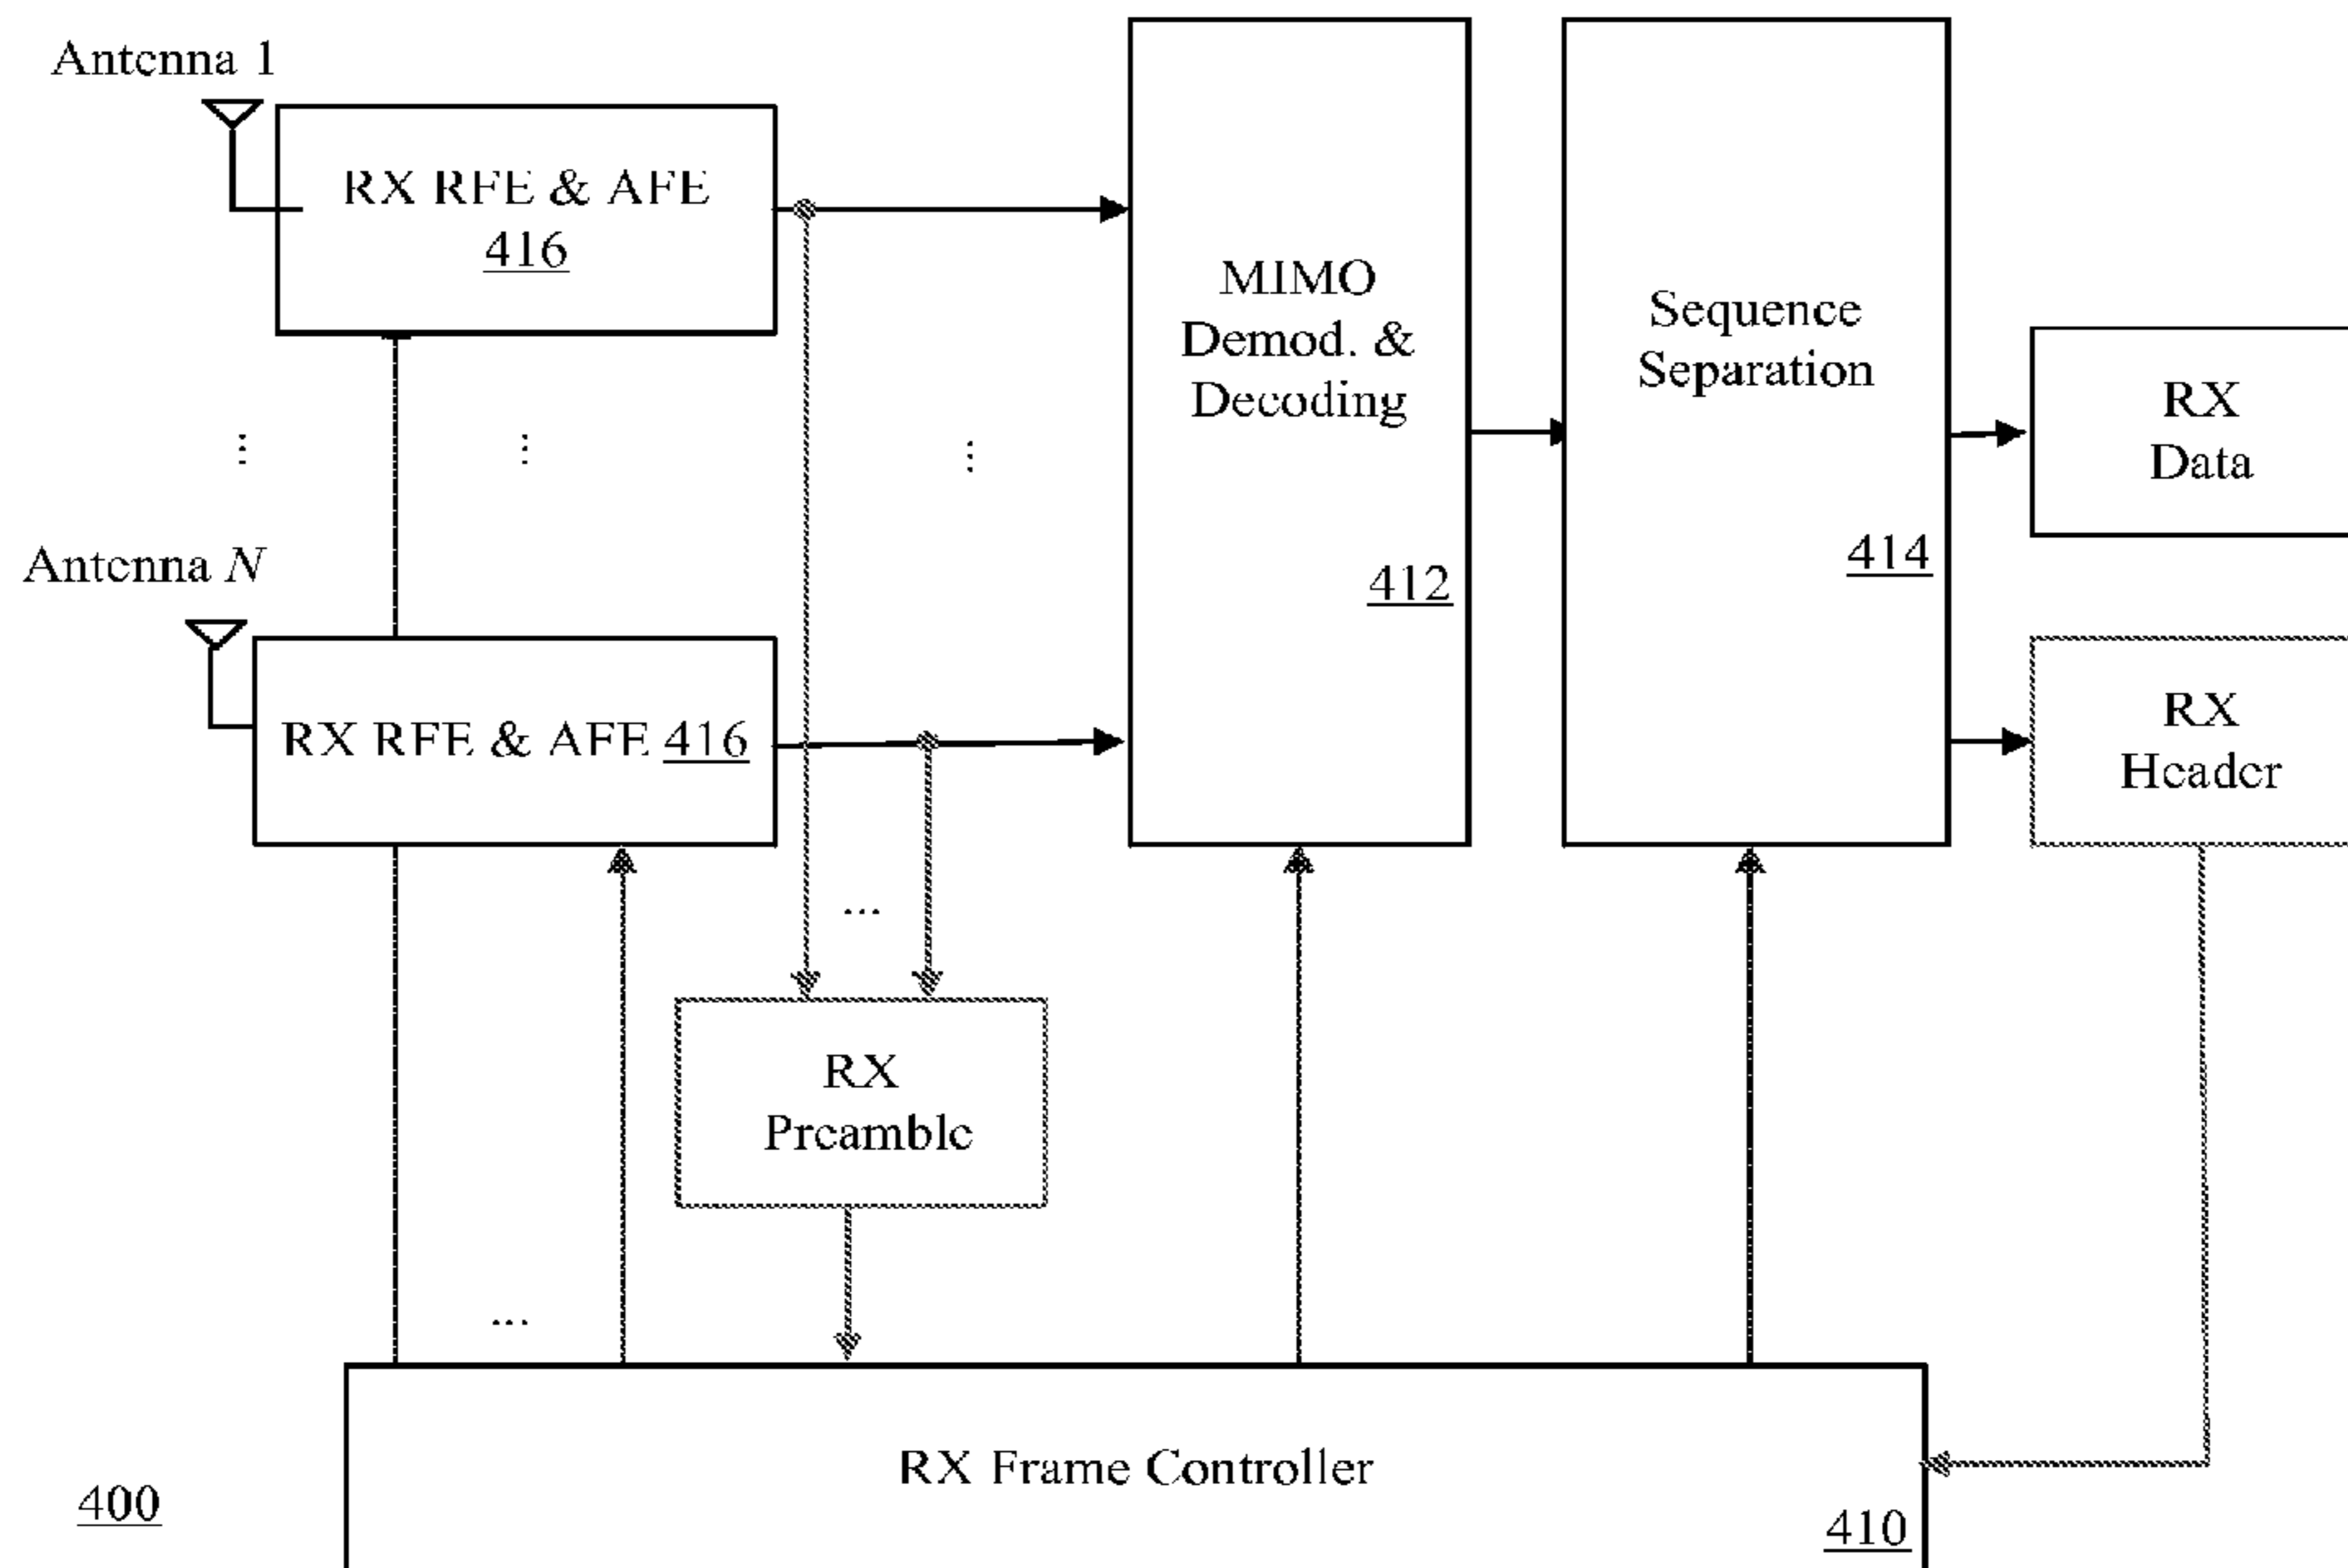 Antenna 1
RX RFE & AFE
416
MIMO
Demod. &
Decoding
412
Sequence
Separation
414
RX
Data
⋮
⋮
⋮
Antenna N
RX RFE & AFE 416
RX
Header
...
RX
Preamble
...
RX Frame Controller
400
410